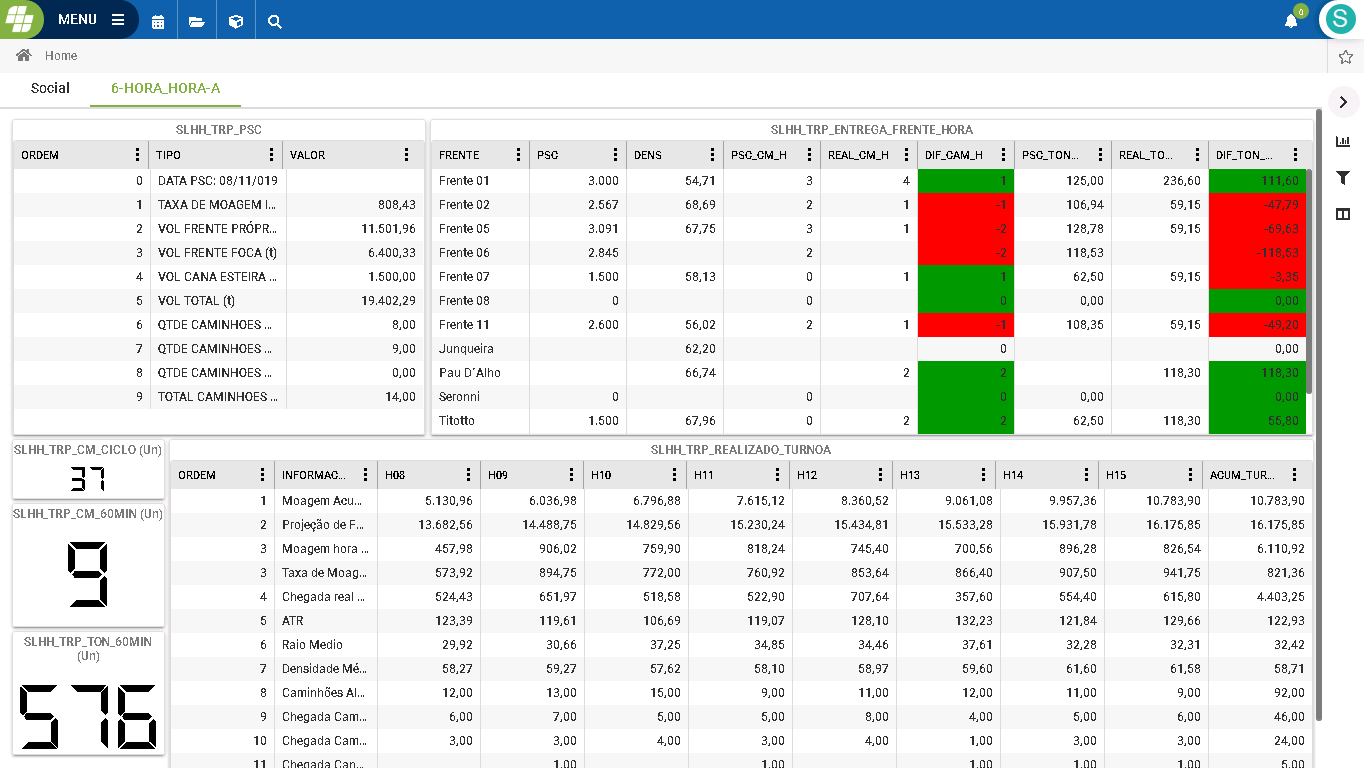 MENU
0
S
Home
Social 6-HORA_HORA-A
SLHH_TRP_PSC
ORDEM TIPO VALOR
0 DATA PSC: 08/11/019
1 TAXA DE MOAGEM I... 808,43
2 VOL FRENTE PRÓPR... 11.501,96
3 VOL FRENTE FOCA (t) 6.400,33
4 VOL CANA ESTEIRA ... 1.500,00
5 VOL TOTAL (t) 19.402,29
6 QTDE CAMINHOES ... 8,00
7 QTDE CAMINHOES ... 9,00
8 QTDE CAMINHOES ... 0,00
9 TOTAL CAMINHOES ... 14,00
SLHH_TRP_ENTREGA_FRENTE_HORA
FRENTE PSC DENS PSC_CM_H REAL_CM_H DIF_CAM_H PSC_TON... REAL_TO... DIF_TON_...
Frente 01 3.000 54,71 3 4 1 125,00 236,60 111,60
Frente 02 2.567 68,69 2 1 -1 106,94 59,15 -47,79
Frente 05 3.091 67,75 3 1 -2 128,78 59,15 -69,63
Frente 06 2.845 2 -2 118,53 -118,53
Frente 07 1.500 58,13 0 1 1 62,50 59,15 -3,35
Frente 08 0 0 0 0,00 0,00
Frente 11 2.600 56,02 2 1 -1 108,35 59,15 -49,20
Junqueira 62,20 0 0,00
Pau D´Alho 66,74 2 2 118,30 118,30
Seronni 0 0 0 0,00 0,00
Titotto 1.500 67,96 0 2 2 62,50 118,30 55,80
SLHH_TRP_CM_CICLO (Un)
37
SLHH_TRP_CM_60MIN (Un)
9
SLHH_TRP_TON_60MIN
(Un)
576
SLHH_TRP_REALIZADO_TURNOA
ORDEM INFORMAC... H08 H09 H10 H11 H12 H13 H14 H15 ACUM_TUR...
1 Moagem Acu... 5.130,96 6.036,98 6.796,88 7.615,12 8.360,52 9.061,08 9.957,36 10.783,90 10.783,90
2 Projeção de F... 13.682,56 14.488,75 14.829,56 15.230,24 15.434,81 15.533,28 15.931,78 16.175,85 16.175,85
3 Moagem hora ... 457,98 906,02 759,90 818,24 745,40 700,56 896,28 826,54 6.110,92
3 Taxa de Moag... 573,92 894,75 772,00 760,92 853,64 866,40 907,50 941,75 821,36
4 Chegada real ... 524,43 651,97 518,58 522,90 707,64 357,60 554,40 615,80 4.403,25
5 ATR 123,39 119,61 106,69 119,07 128,10 132,23 121,84 129,66 122,93
6 Raio Medio 29,92 30,66 37,25 34,85 34,46 37,61 32,28 32,31 32,42
7 Densidade Mé... 58,27 59,27 57,62 58,10 58,97 59,60 61,60 61,58 58,71
8 Caminhões Al... 12,00 13,00 15,00 9,00 11,00 12,00 11,00 9,00 92,00
9 Chegada Cam... 6,00 7,00 5,00 5,00 8,00 4,00 5,00 6,00 46,00
10 Chegada Cam... 3,00 3,00 4,00 3,00 4,00 1,00 3,00 3,00 24,00
11 Chegada Can... 1,00 1,00 1,00 1,00 5,00